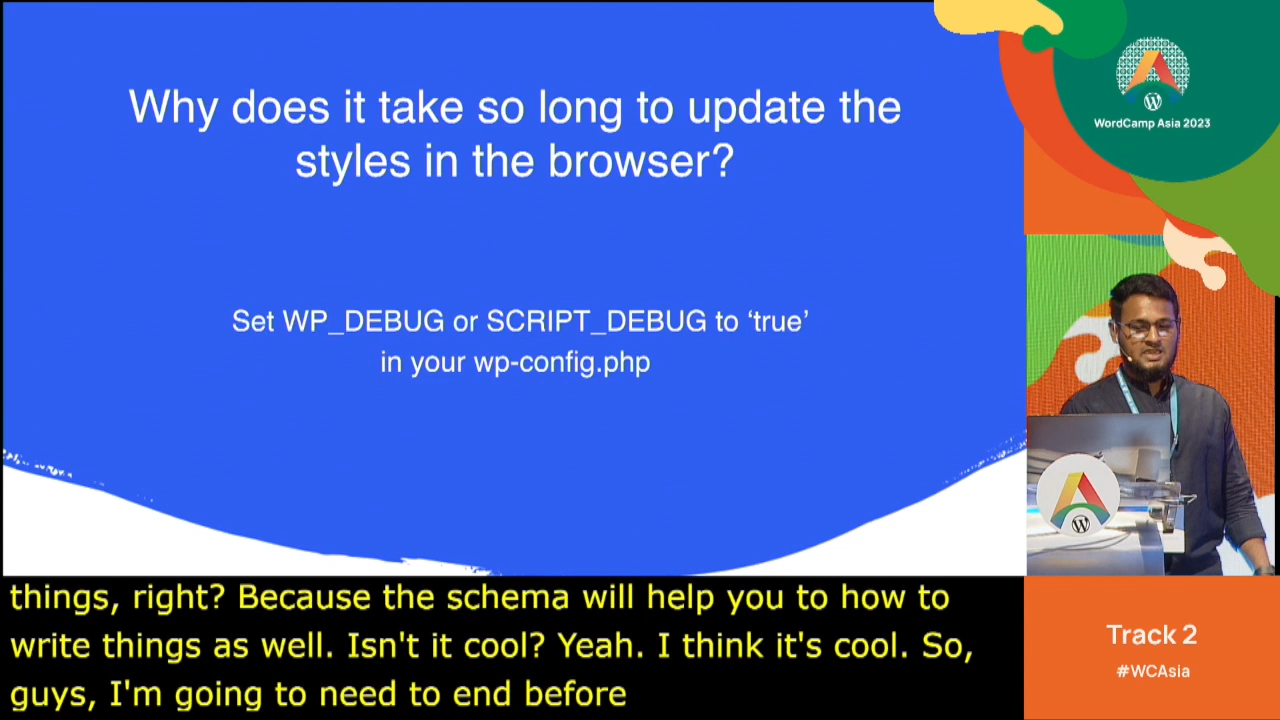 Why does it take so long to update the
styles in the browser?
Set WP_DEBUG or SCRIPT_DEBUG to ‘true’
in your wp-config.php
WordCamp Asia 2023
things, right? Because the schema will help you to how to
write things as well. Isn't it cool? Yeah. I think it's cool. So,
guys, I'm going to need to end before
Track 2
#WCAsia